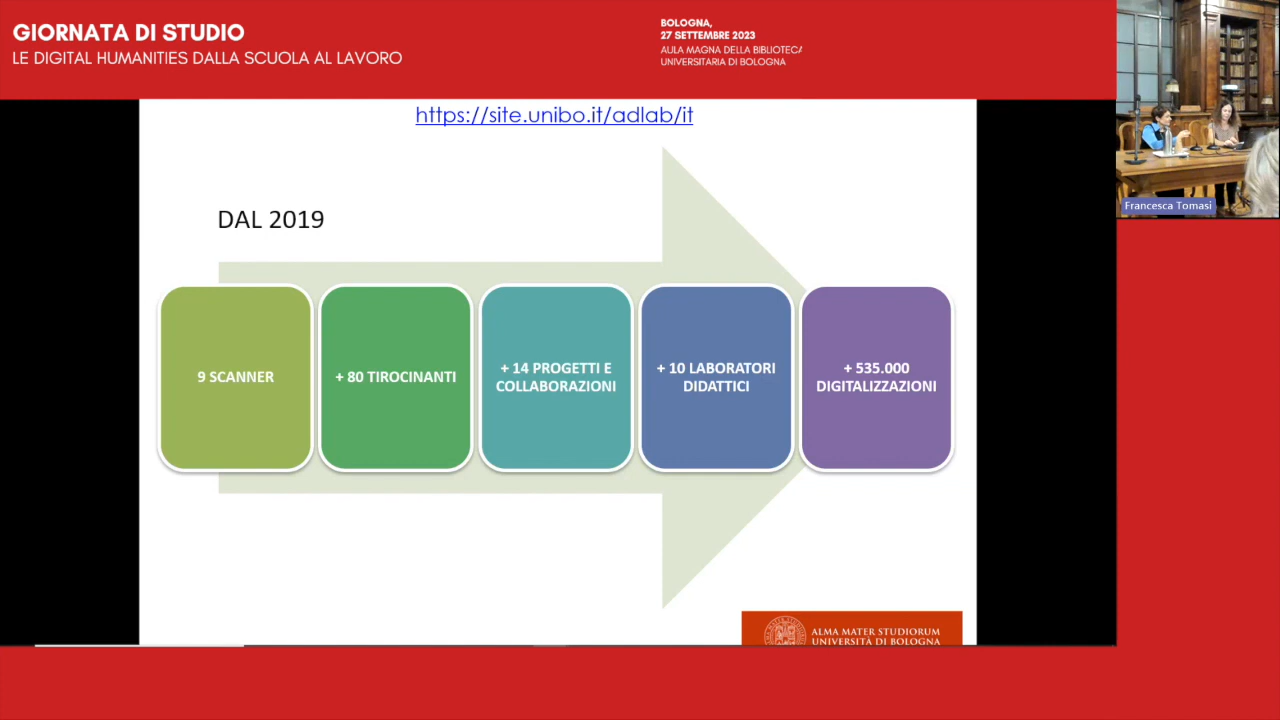 GIORNATA DI STUDIO
LE DIGITAL HUMANITIES DALLA SCUOLA AL LAVORO
BOLOGNA,
27 SETTEMBRE 2023
AULA MAGNA DELLA BIBLIOTECA
UNIVERSITARIA DI BOLOGNA
https://site.unibo.it/adlab/it
DAL 2019
9 SCANNER
+ 80 TIROCINANTI
+ 14 PROGETTI E
COLLABORAZIONI
+ 10 LABORATORI
DIDATTICI
+ 535.000
DIGITALIZZAZIONI
ALMA MATER STUDIORUM
UNIVERSITÀ DI BOLOGNA
Francesca Tomasi